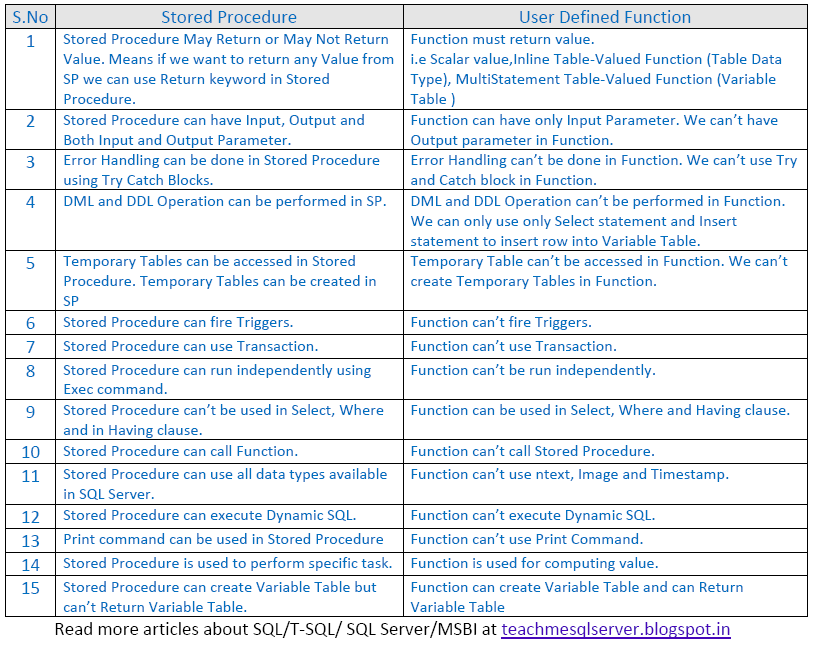 S.No Stored Procedure User Defined Function
1 Stored Procedure May Return or May Not Return Function must return value.
Value. Means if we want to return any Value from i.e Scalar value,Inline Table-Valued Function (Table Data
SP we can use Return keyword in Stored Type), MultiStatement Table-Valued Function (Variable
Procedure. Table )
2 Stored Procedure can have Input, Output and Function can have only Input Parameter. We can't have
Both Input and Output Parameter. Output parameter in Function.
3 Error Handling can be done in Stored Procedure Error Handling can't be done in Function. We can't use Try
using Try Catch Blocks. and Catch block in Function.
4 DML and DDL Operation can be performed in SP. DML and DDL Operation can't be performed in Function.
We can only use only Select statement and Insert
statement to insert row into Variable Table.
5 Temporary Tables can be accessed in Stored Temporary Table can't be accessed in Function. We can't
Procedure. Temporary Tables can be created in create Temporary Tables in Function.
SP
6 Stored Procedure can fire Triggers. Function can't fire Triggers.
7 Stored Procedure can use Transaction. Function can't use Transaction.
8 Stored Procedure can run independently using Function can't be run independently.
Exec command.
9 Stored Procedure can't be used in Select, Where Function can be used in Select, Where and Having clause.
and in Having clause.
10 Stored Procedure can call Function. Function can't call Stored Procedure.
11 Stored Procedure can use all data types available Function can't use ntext, Image and Timestamp.
in SQL Server.
12 Stored Procedure can execute Dynamic SQL. Function can't execute Dynamic SQL.
13 Print command can be used in Stored Procedure Function can't use Print Command.
14 Stored Procedure is used to perform specific task. Function is used for computing value.
15 Stored Procedure can create Variable Table but Function can create Variable Table and can Return
can't Return Variable Table. Variable Table
Read more articles about SQL/T-SQL/ SQL Server/MSBI at teachmesqlserver.blogspot.in